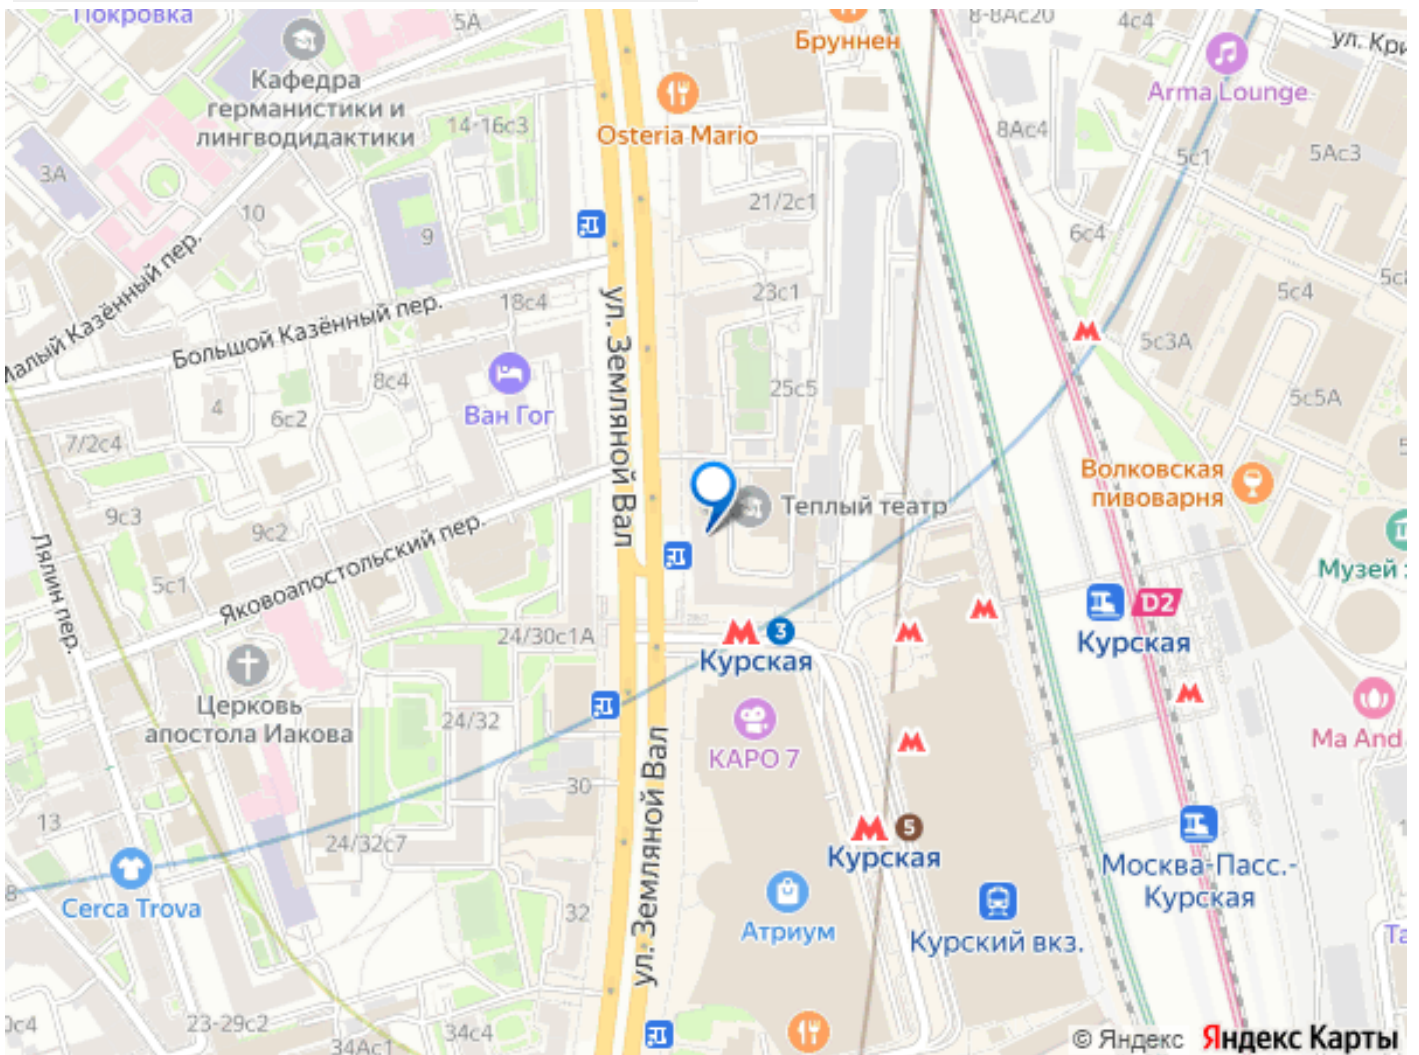 Покровка
5А
8-8Ас20
4с4
ул. Кри
Бруннен
Кафедра
германистики и
лингводидактики
Arma Lounge
14-16с3
Osteria Mario
8Ас4
5с1
5Ас3
3А
10
9
21/2с1
6с4
Малый Казённый пер.
Большой Казённый пер.
18с4
ул. Земляной Вал
23с1
5с4
5с3А
8с4
4
6с2
Ван Гог
25с5
5с5А
7/2с4
Волковская
пивоварня
Теплый театр
9с3
9с2
Лялин пер.
Яковоапостольский пер.
5с1
Музей
D2
Курская
24/30с1А
3
Курская
Церковь
апостола Иакова
24/32
КАРО 7
Ma And
ул. Земляной Вал
30
13
24/32с7
5
Курская
Москва-Пасс.-
Курская
Cerca Trova
32
Атриум
Курский вкз.
23-29с2
34с4
34Ас1
© Яндекс Яндекс Карты